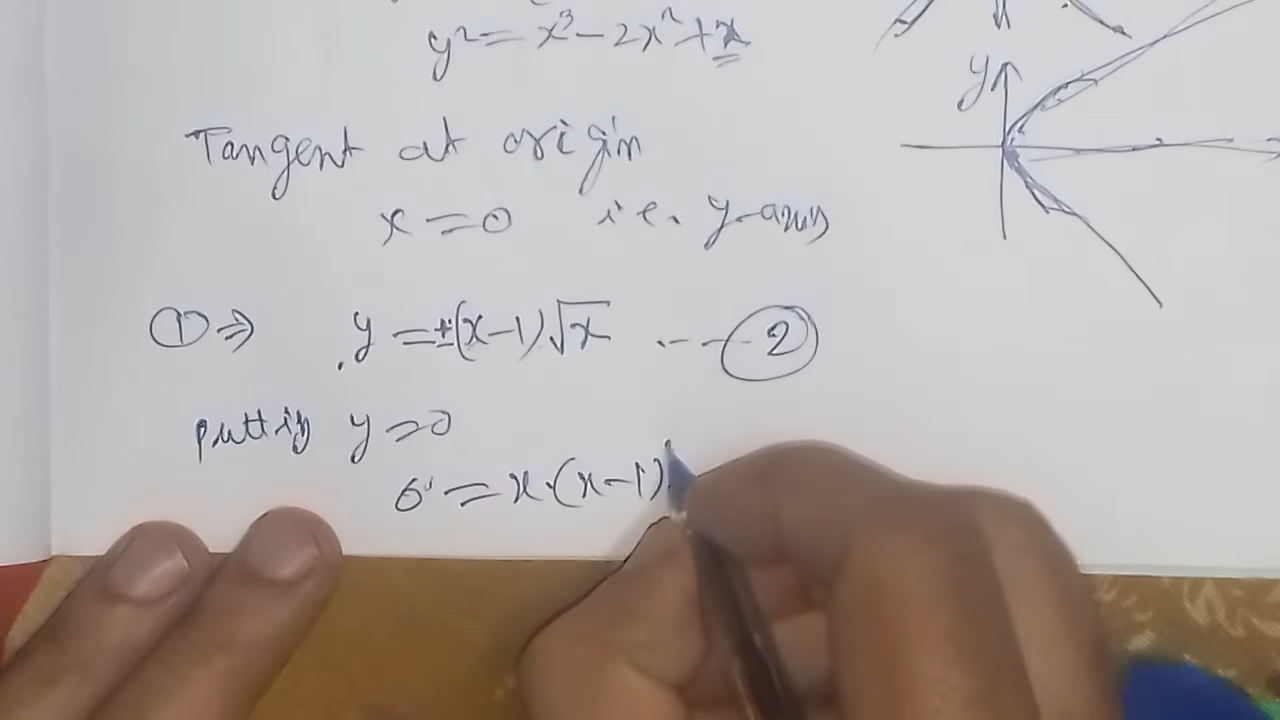 y² = x³ - 2x² + x
Tangent at origin
x = 0 i.e. y-axis
① ⇒ y = ±(x-1)√x ---- ②
putting y = 0
0 = x·(x-1)
y